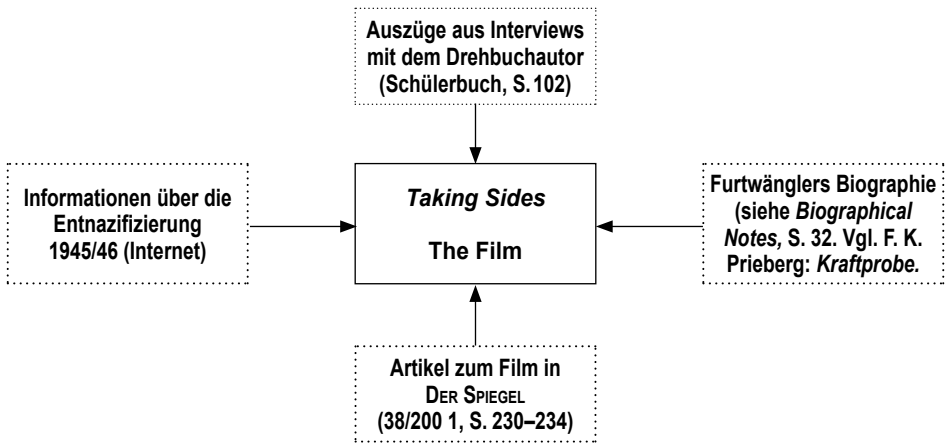 Auszüge aus Interviews
mit dem Drehbuchautor
(Schülerbuch, S. 102)
Informationen über die
Entnazifizierung
1945/46 (Internet)
Taking Sides
The Film
Furtwänglers Biographie
(siehe Biographical
Notes, S. 32. Vgl. F. K.
Prieberg: Kraftprobe.
Artikel zum Film in
DER SPIEGEL
(38/200 1, S. 230–234)